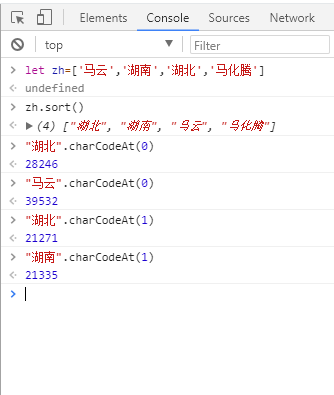 Elements Console Sources Network
top Filter
let zh=['马云','湖南','湖北','马化腾']
undefined
zh.sort()
(4) ["湖北", "湖南", "马云", "马化腾"]
"湖北".charCodeAt(0)
28246
"马云".charCodeAt(0)
39532
"湖北".charCodeAt(1)
21271
"湖南".charCodeAt(1)
21335